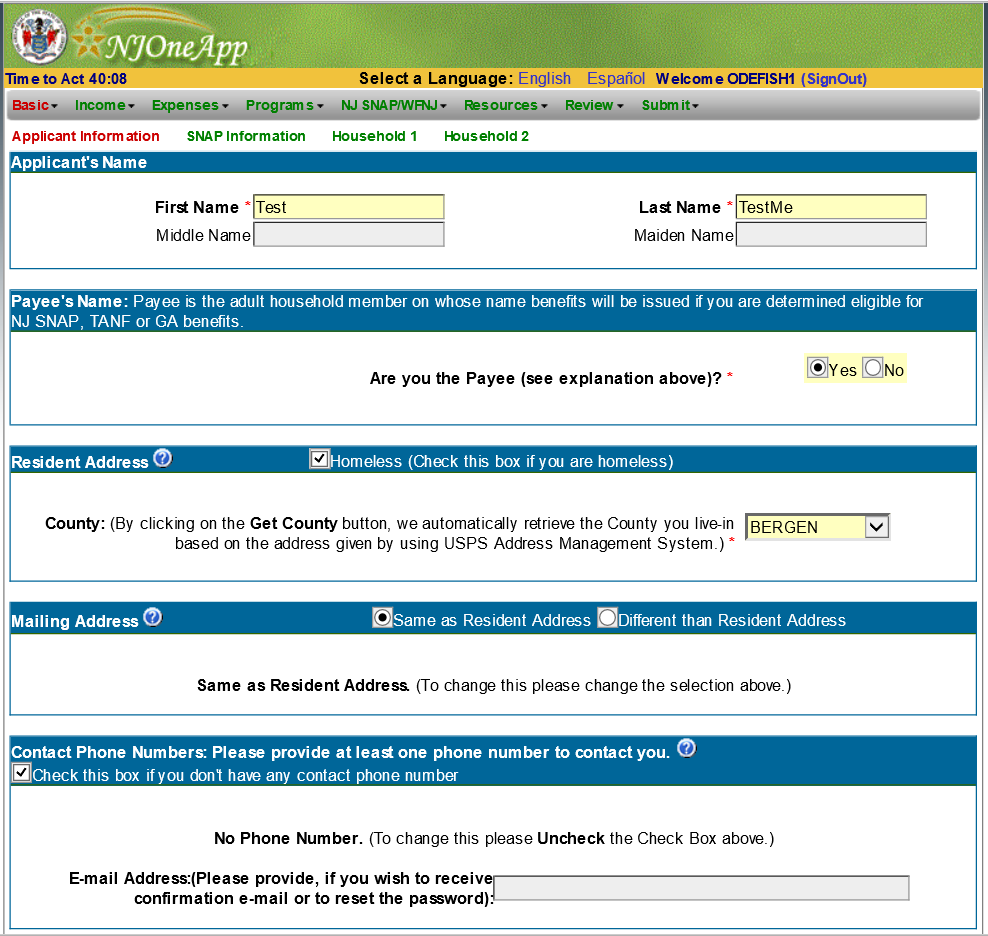 NJOneApp
Time to Act 40:08 Select a Language: English Español Welcome ODEFISH1 (SignOut)
Basic Income Expenses Programs NJ SNAP/WFNJ Resources Review Submit
Applicant Information SNAP Information Household 1 Household 2
Applicant's Name
First Name * Test Last Name * TestMe
Middle Name Maiden Name
Payee's Name: Payee is the adult household member on whose name benefits will be issued if you are determined eligible for
NJ SNAP, TANF or GA benefits.
Are you the Payee (see explanation above)? * Yes No
Resident Address ? Homeless (Check this box if you are homeless)
County: (By clicking on the Get County button, we automatically retrieve the County you live-in
based on the address given by using USPS Address Management System.) * BERGEN
Mailing Address ? Same as Resident Address Different than Resident Address
Same as Resident Address. (To change this please change the selection above.)
Contact Phone Numbers: Please provide at least one phone number to contact you. ?
Check this box if you don't have any contact phone number
No Phone Number. (To change this please Uncheck the Check Box above.)
E-mail Address:(Please provide, if you wish to receive
confirmation e-mail or to reset the password):